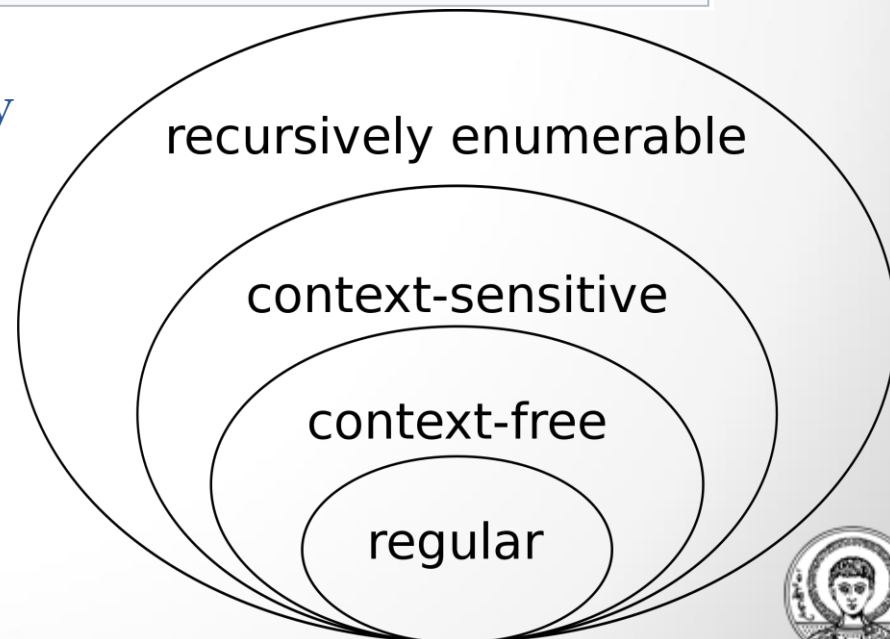 y
recursively enumerable
context-sensitive
context-free
regular